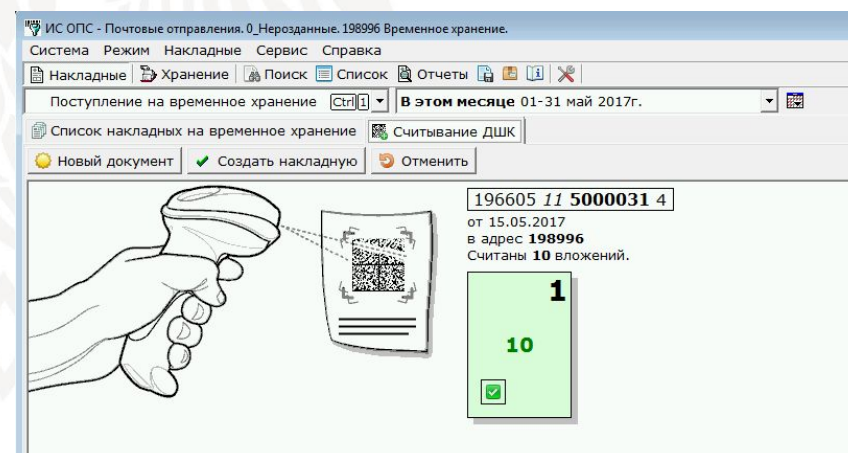 ИС ОПС - Почтовые отправления. 0_Нерозданные. 198996 Временное хранение.
Система Режим Накладные Сервис Справка
Накладные Хранение Поиск Список Отчеты
Поступление на временное хранение Ctrl 1 В этом месяце 01-31 май 2017г.
Список накладных на временное хранение Считывание ДШК
Новый документ Создать накладную Отменить
196605 11 5000031 4
от 15.05.2017
в адрес 198996
Считаны 10 вложений.
1
10